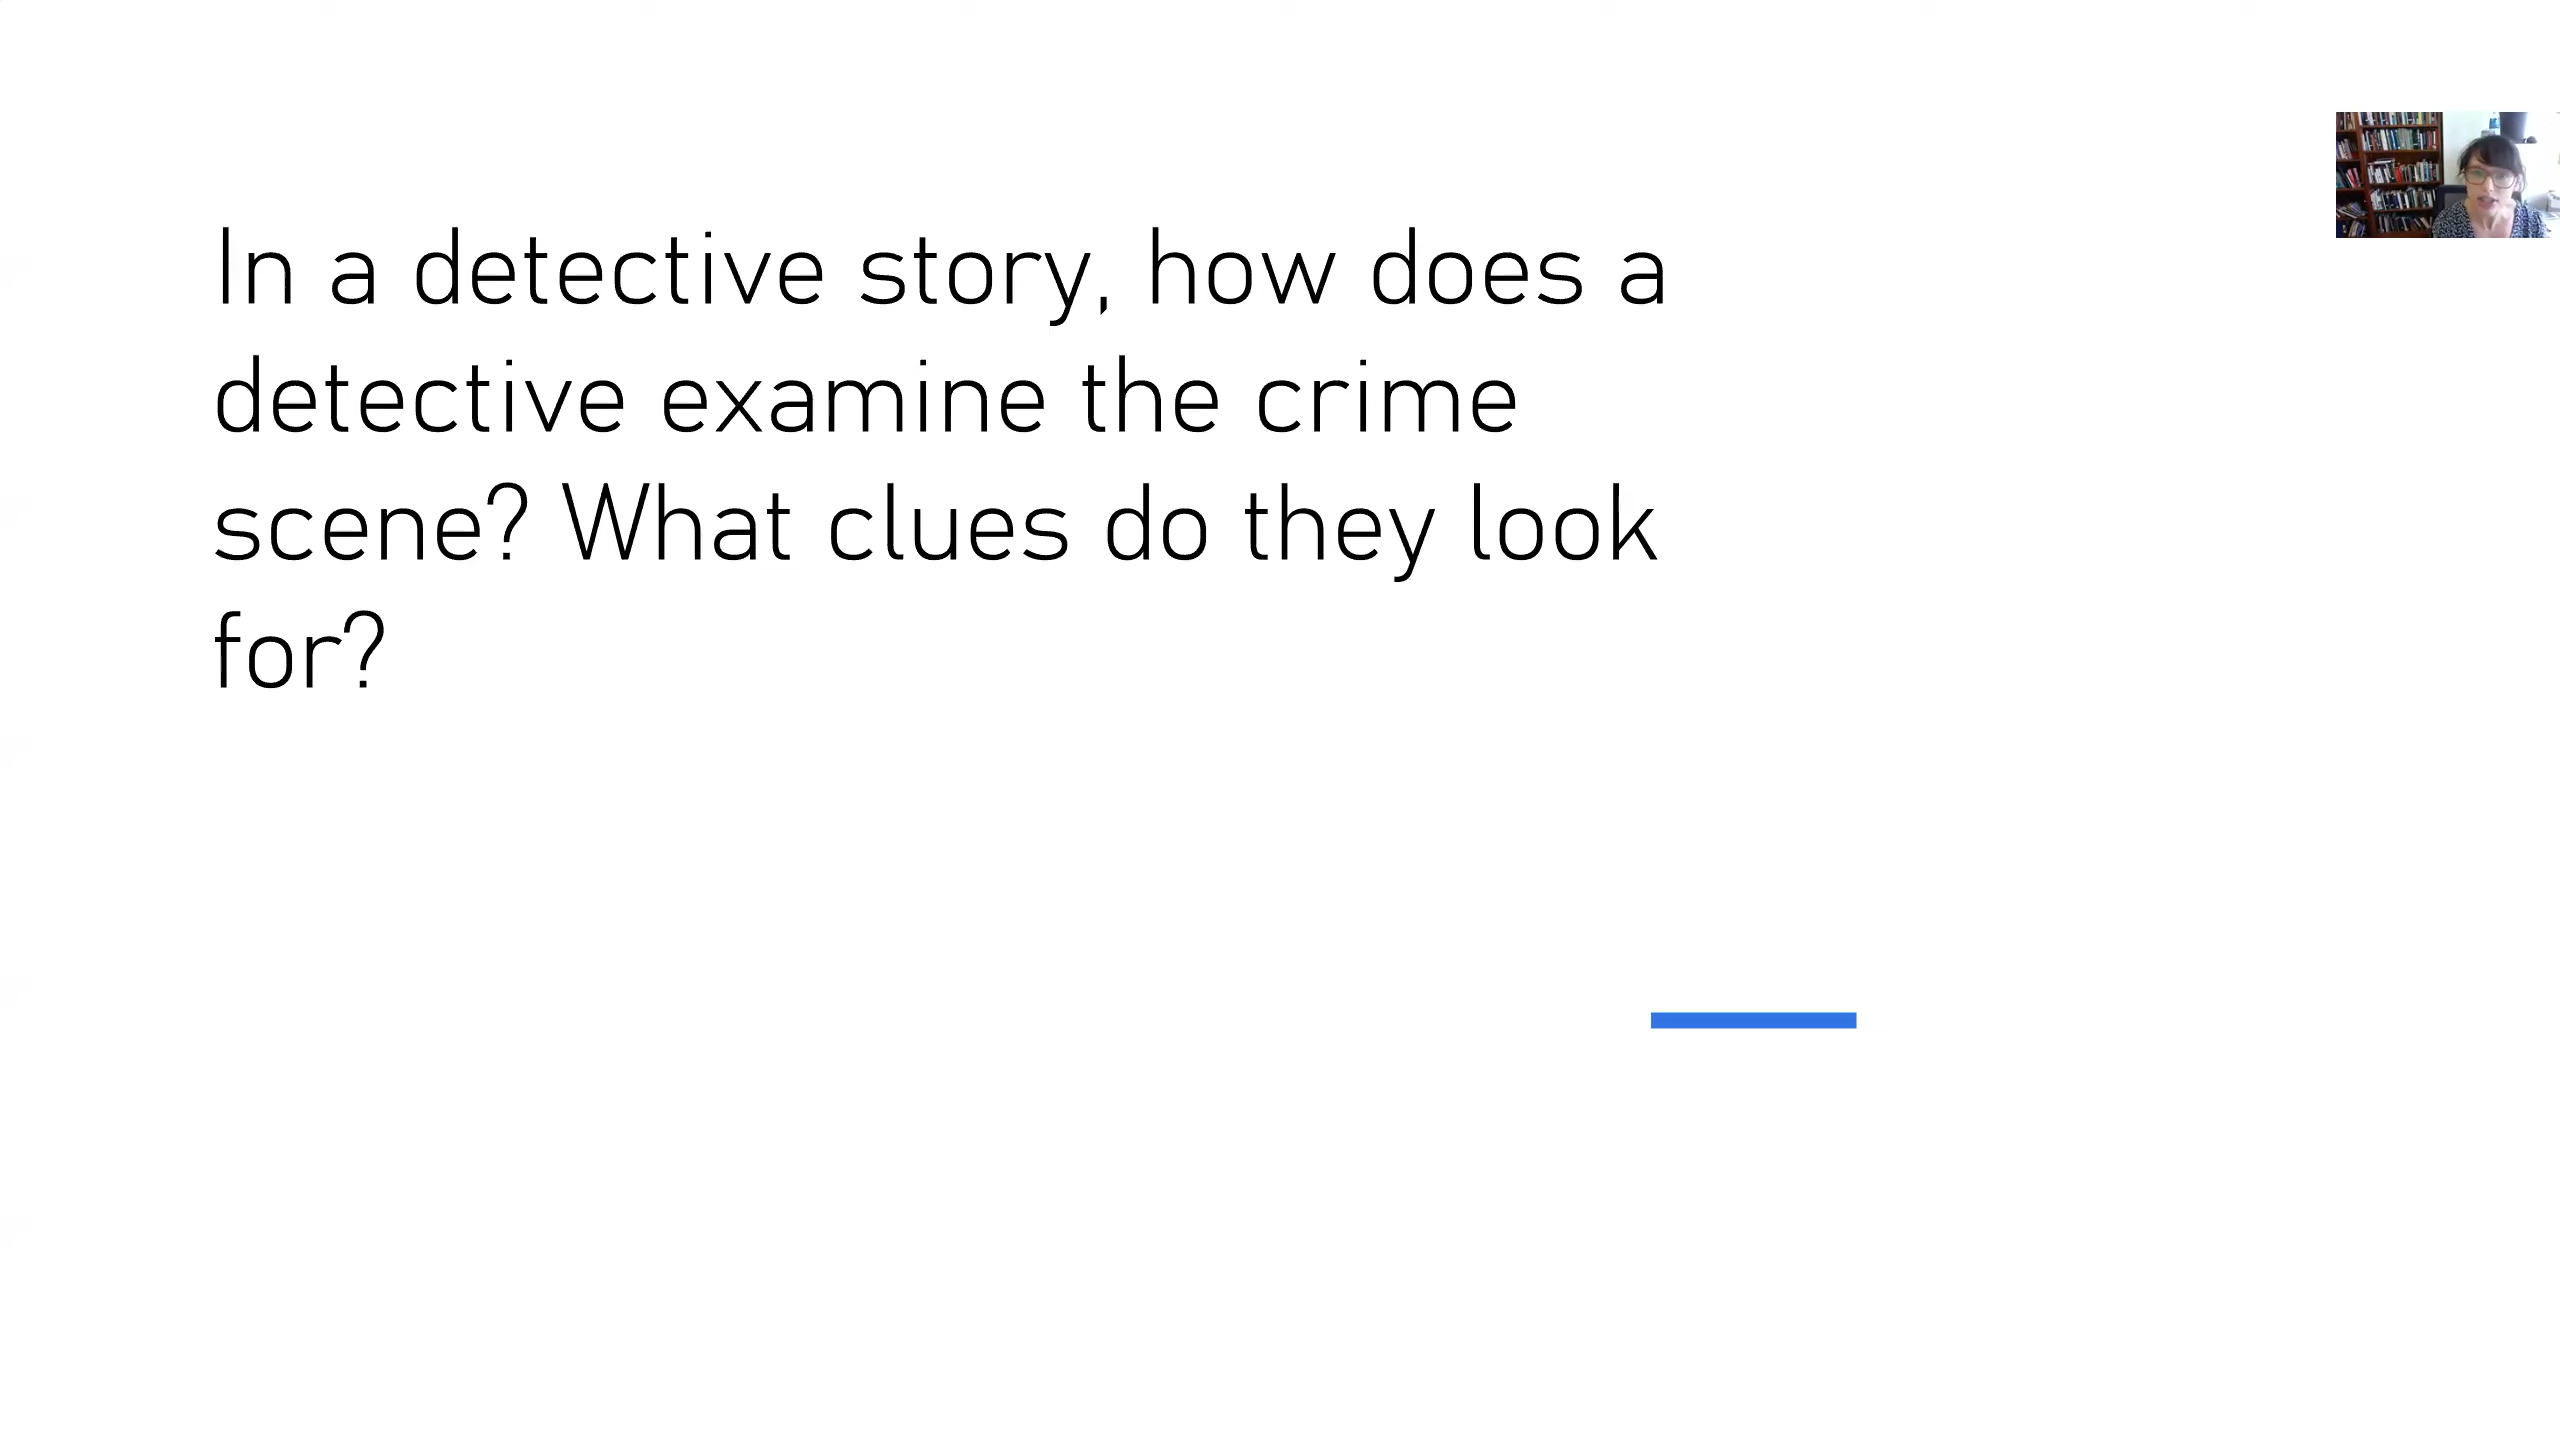 In a detective story, how does a
detective examine the crime
scene? What clues do they look
for?